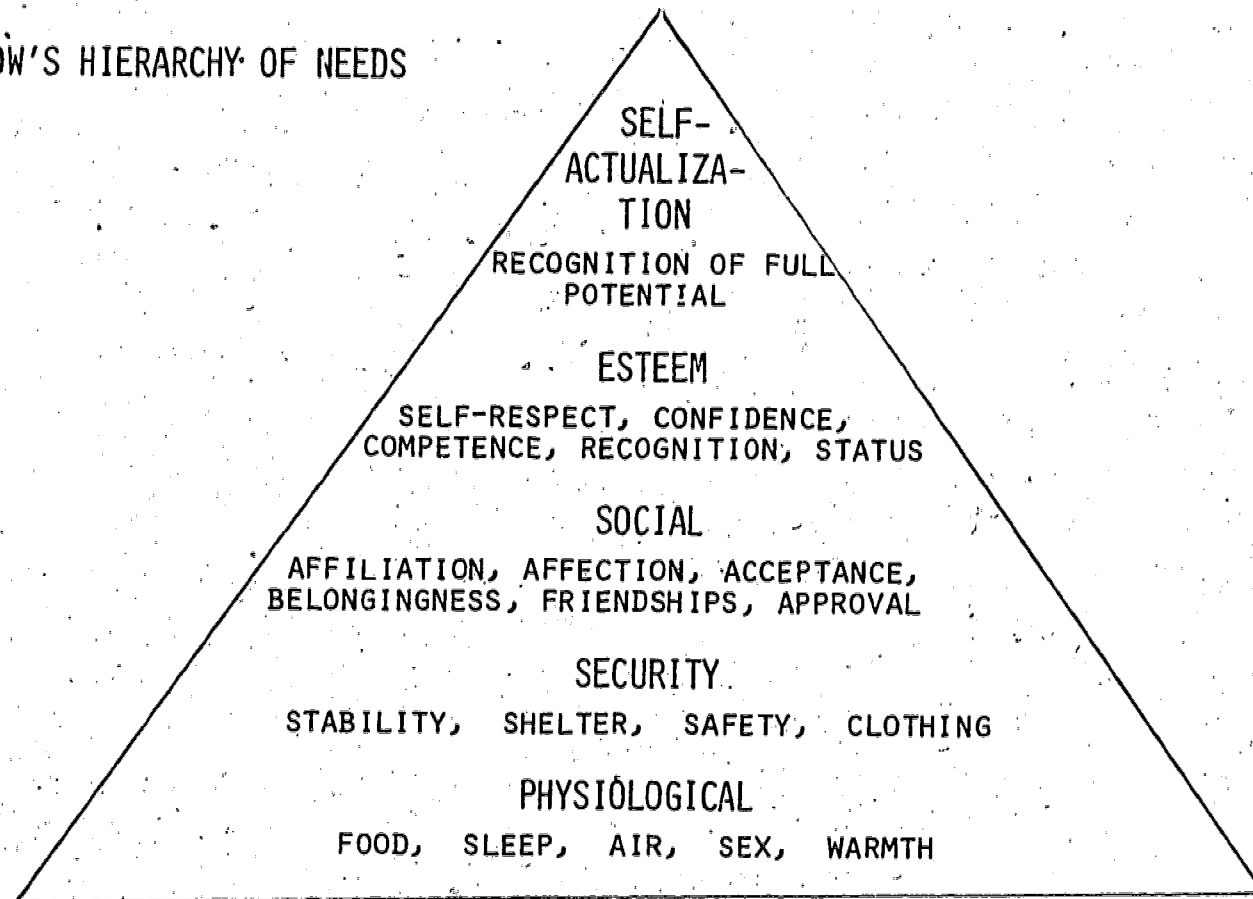 OW'S HIERARCHY OF NEEDS
SELF-
ACTUALIZA-
TION
RECOGNITION OF FULL
POTENTIAL
ESTEEM
SELF-RESPECT, CONFIDENCE,
COMPETENCE, RECOGNITION, STATUS
SOCIAL
AFFILIATION, AFFECTION, ACCEPTANCE,
BELONGINGNESS, FRIENDSHIPS, APPROVAL
SECURITY
STABILITY, SHELTER, SAFETY, CLOTHING
PHYSIOLOGICAL
FOOD, SLEEP, AIR, SEX, WARMTH